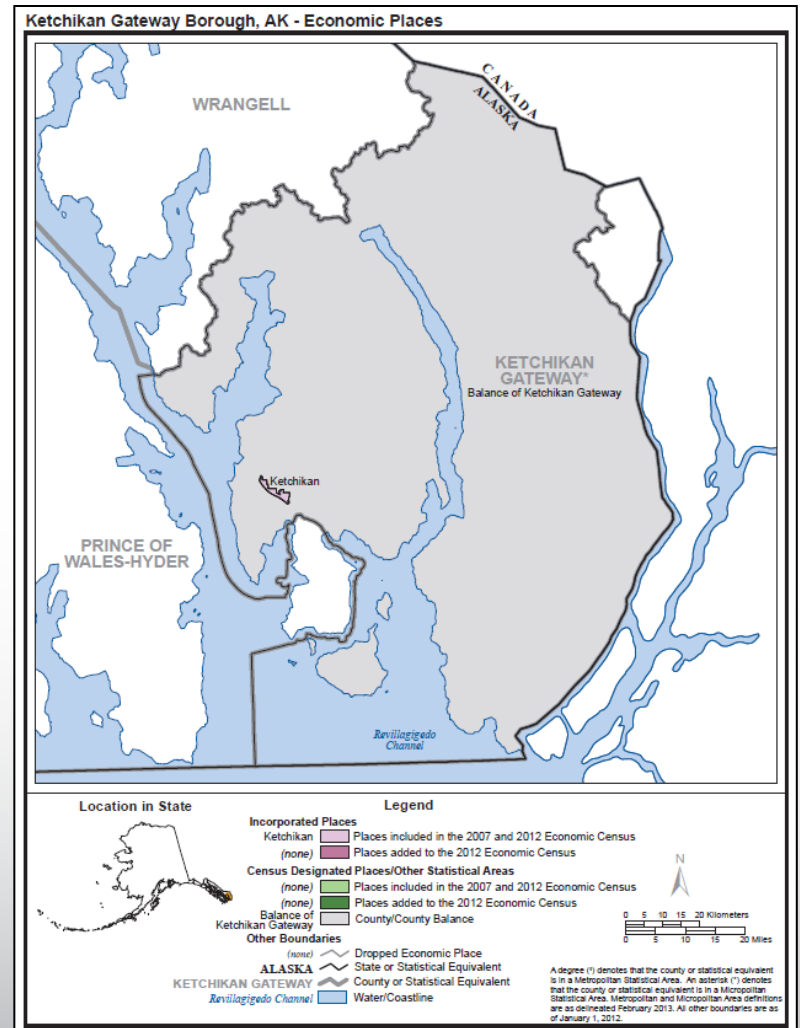 Ketchikan Gateway Borough, AK - Economic Places
CANADA
ALASKA
WRANGELL
KETCHIKAN
GATEWAY*
Balance of Ketchikan Gateway
Ketchikan
PRINCE OF
WALES-HYDER
Revillagigedo
Channel
Location in State
Legend
Incorporated Places
Ketchikan Places included in the 2007 and 2012 Economic Census
(none) Places added to the 2012 Economic Census
Census Designated Places/Other Statistical Areas
(none) Places included in the 2007 and 2012 Economic Census
(none) Places added to the 2012 Economic Census
Balance of
Ketchikan Gateway County/County Balance
Other Boundaries
(none) Dropped Economic Place
ALASKA State or Statistical Equivalent
KETCHIKAN GATEWAY County or Statistical Equivalent
Revillagigedo Channel Water/Coastline
N
0 5 10 15 20 Kilometers
0 5 10 15 20 Miles
A degree (°) denotes that the county or statistical equivalent
is in a Metropolitan Statistical Area. An asterisk (*) denotes
that the county or statistical equivalent is in a Micropolitan
Statistical Area. Metropolitan and Micropolitan Area definitions
are as delineated February 2013. All other boundaries are as
of January 1, 2012.